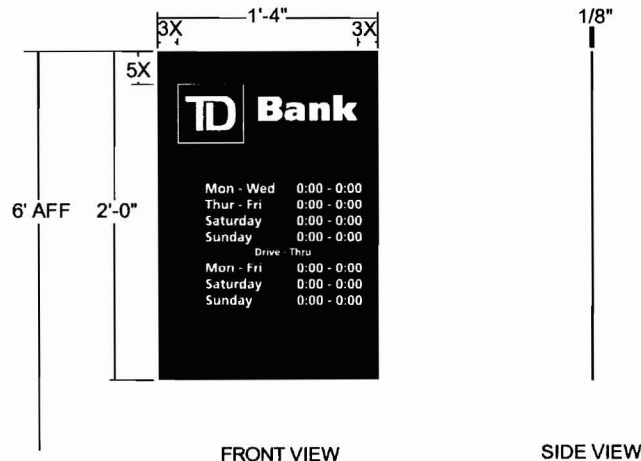 1'-4"
1/8"
3X
3X
5X
TD Bank
6' AFF
2'-0"
Mon - Wed 0:00 - 0:00
Thur - Fri 0:00 - 0:00
Saturday 0:00 - 0:00
Sunday 0:00 - 0:00
Drive - Thru
Mon - Fri 0:00 - 0:00
Saturday 0:00 - 0:00
Sunday 0:00 - 0:00
FRONT VIEW
SIDE VIEW